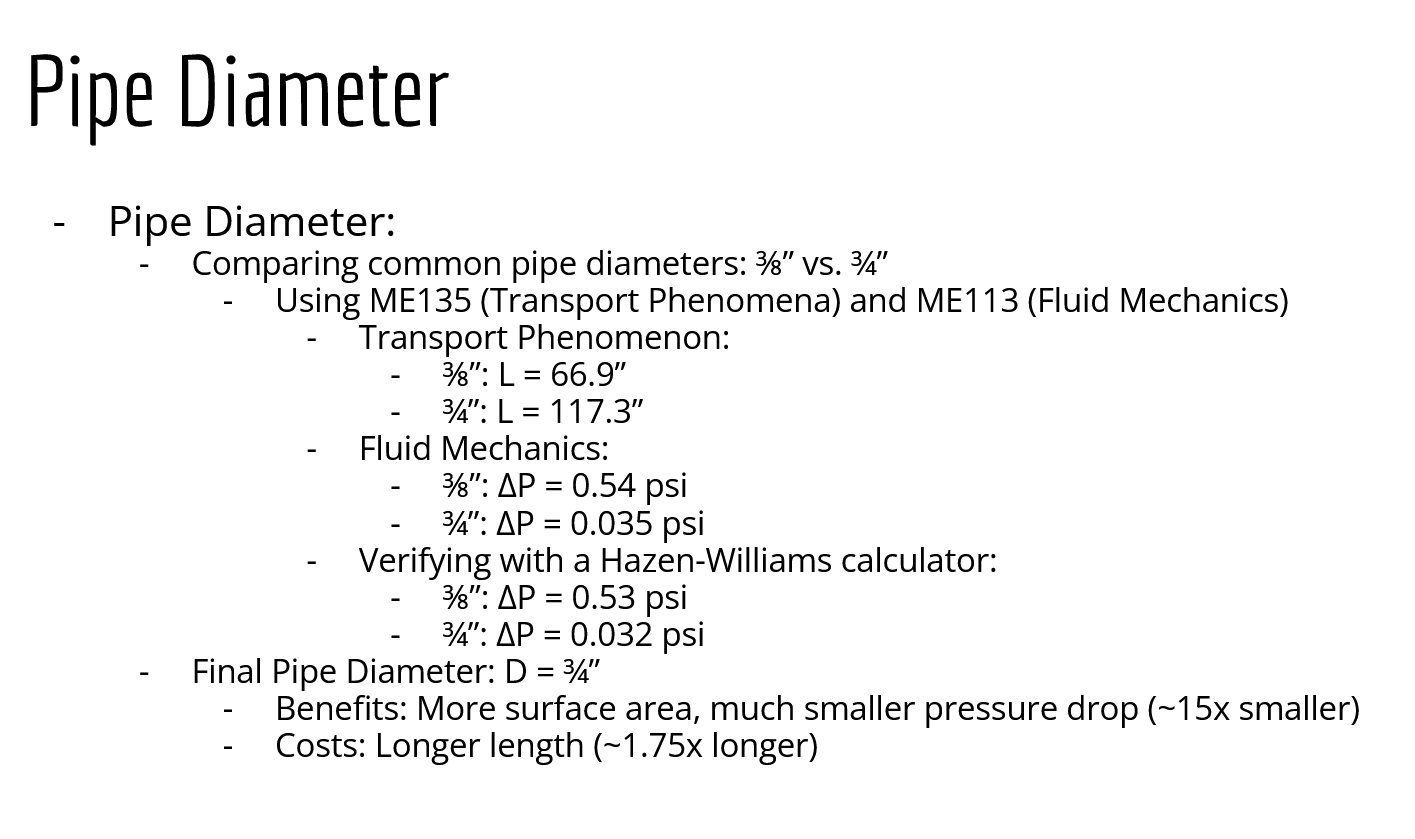 Pipe Diameter
- Pipe Diameter:
- Comparing common pipe diameters: ⅜” vs. ¾”
- Using ME135 (Transport Phenomena) and ME113 (Fluid Mechanics)
- Transport Phenomenon:
- ⅜”: L = 66.9”
- ¾”: L = 117.3”
- Fluid Mechanics:
- ⅜”: ΔP = 0.54 psi
- ¾”: ΔP = 0.035 psi
- Verifying with a Hazen-Williams calculator:
- ⅜”: ΔP = 0.53 psi
- ¾”: ΔP = 0.032 psi
- Final Pipe Diameter: D = ¾”
- Benefits: More surface area, much smaller pressure drop (~15x smaller)
- Costs: Longer length (~1.75x longer)